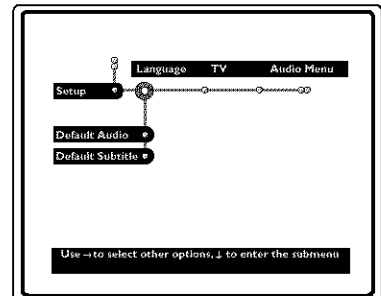 Language TV Audio Menu
Setup
Default Audio
Default Subtitle
Use → to select other options, ↓ to enter the submenu